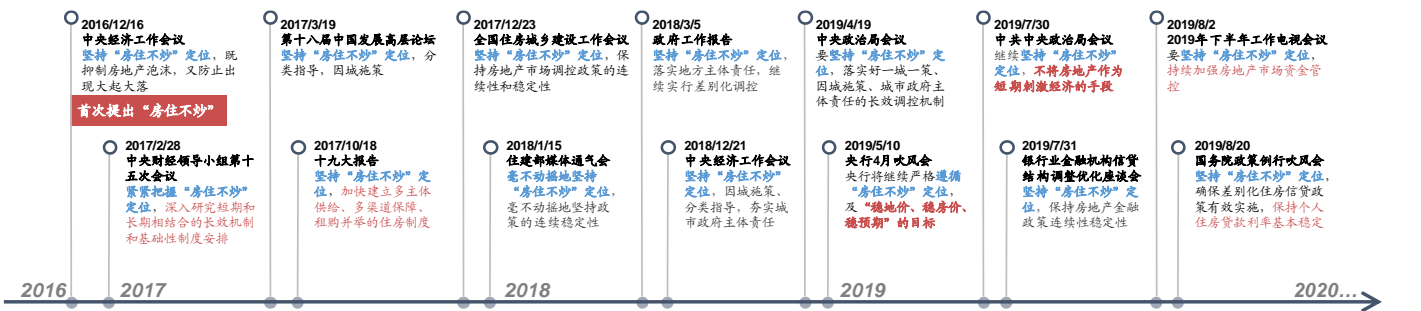 2016/12/16
中央经济工作会议
坚持“房住不炒”定位，既
抑制房地产泡沫，又防止出
现大起大落
首次提出“房住不炒”
2017/2/28
中央财经领导小组第十
五次会议
紧紧把握“房住不炒”
定位，深入研究短期和
长期相结合的长效机制
和基础性制度安排
2017/3/19
第十八届中国发展高层论坛
坚持“房住不炒”定位，分
类指导，因城施策
2017/10/18
十九大报告
坚持“房住不炒”定
位，加快建立多主体
供给、多渠道保障、
租购并举的住房制度
2017/12/23
全国住房城乡建设工作会议
坚持“房住不炒”定位，保
持房地产市场调控政策的连
续性和稳定性
2018/1/15
住建部媒体通气会
毫不动摇地坚持
“房住不炒”定位，
毫不动摇地坚持政
策的连续稳定性
2018/3/5
政府工作报告
坚持“房住不炒”定位，
落实地方主体责任，继
续实行差别化调控
2018/12/21
中央经济工作会议
坚持“房住不炒”定
位，因城施策、
分类指导，夯实城
市政府主体责任
2019/4/19
中央政治局会议
要坚持“房住不炒”定
位，落实好一城一策、
因城施策、城市政府主
体责任的长效调控机制
2019/5/10
央行4月吹风会
央行将继续严格遵循
“房住不炒”定位，
及“稳地价、稳房价、
稳预期”的目标
2019/7/30
中共中央政治局会议
继续坚持“房住不炒”
定位，不将房地产作为
短期刺激经济的手段
2019/7/31
银行业金融机构信贷
结构调整优化座谈会
坚持“房住不炒”定
位，保持房地产金融
政策连续性稳定性
2019/8/2
2019年下半年工作电视会议
要坚持“房住不炒”定位，
持续加强房地产市场资金管
控
2019/8/20
国务院政策例行吹风会
坚持“房住不炒”定位，
确保差别化住房信贷政
策有效实施，保持个人
住房贷款利率基本稳定
2016
2017
2018
2019
2020…